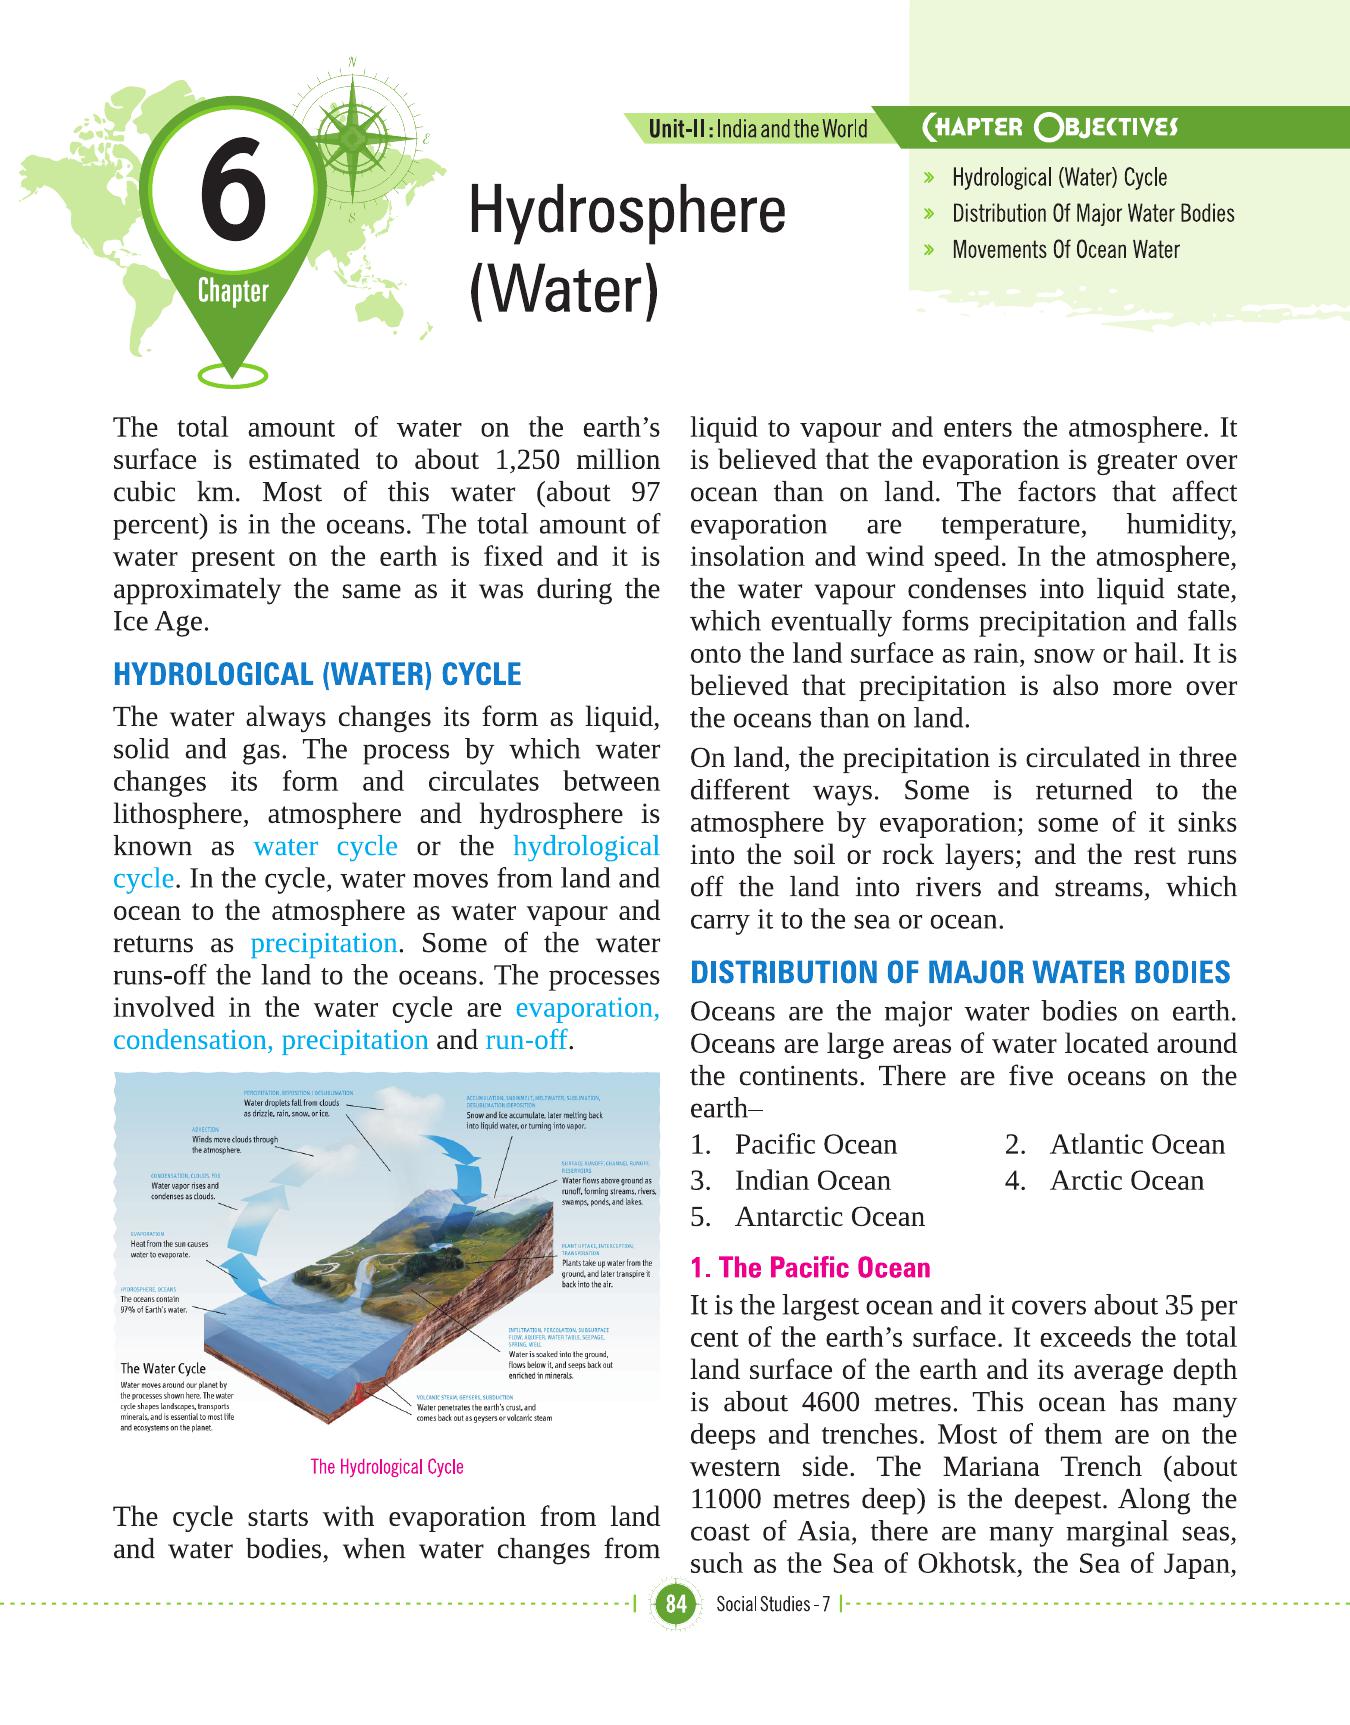 6
Chapter
N
E
S
Unit-II : India and the World
CHAPTER OBJECTIVES
» Hydrological (Water) Cycle
» Distribution Of Major Water Bodies
» Movements Of Ocean Water
Hydrosphere
(Water)
The total amount of water on the earth’s
surface is estimated to about 1,250 million
cubic km. Most of this water (about 97
percent) is in the oceans. The total amount of
water present on the earth is fixed and it is
approximately the same as it was during the
Ice Age.
HYDROLOGICAL (WATER) CYCLE
The water always changes its form as liquid,
solid and gas. The process by which water
changes its form and circulates between
lithosphere, atmosphere and hydrosphere is
known as water cycle or the hydrological
cycle. In the cycle, water moves from land and
ocean to the atmosphere as water vapour and
returns as precipitation. Some of the water
runs-off the land to the oceans. The processes
involved in the water cycle are evaporation,
condensation, precipitation and run-off.
PRECIPITATION, DEPOSITION / DESUBLIMATION
Water droplets fall from clouds
as drizzle, rain, snow, or ice.
ACCUMULATION, SNOWMELT, MELTWATER, SUBLIMATION,
DESUBLIMATION/DEPOSITION
Snow and ice accumulate, later melting back
into liquid water, or turning into vapor.
ADVECTION
Winds move clouds through
the atmosphere.
CONDENSATION, CLOUDS, FOG
Water vapor rises and
condenses as clouds.
SURFACE RUNOFF, CHANNEL RUNOFF,
RESERVOIRS
Water flows above ground as
runoff, forming streams, rivers,
swamps, ponds, and lakes.
EVAPORATION
Heat from the sun causes
water to evaporate.
PLANT UPTAKE, INTERCEPTION,
TRANSPIRATION
Plants take up water from the
ground, and later transpire it
back into the air.
HYDROSPHERE, OCEANS
The oceans contain
97% of Earth's water.
INFILTRATION, PERCOLATION, SUBSURFACE
FLOW, AQUIFER, WATER TABLE, SEEPAGE,
SPRING, WELL
Water is soaked into the ground,
flows below it, and seeps back out
enriched in minerals.
The Water Cycle
Water moves around our planet by
the processes shown here. The water
cycle shapes landscapes, transports
minerals, and is essential to most life
and ecosystems on the planet.
VOLCANIC STEAM, GEYSERS, SUBDUCTION
Water penetrates the earth's crust, and
comes back out as geysers or volcanic steam
The Hydrological Cycle
The cycle starts with evaporation from land
and water bodies, when water changes from
liquid to vapour and enters the atmosphere. It
is believed that the evaporation is greater over
ocean than on land. The factors that affect
evaporation are temperature, humidity,
insolation and wind speed. In the atmosphere,
the water vapour condenses into liquid state,
which eventually forms precipitation and falls
onto the land surface as rain, snow or hail. It is
believed that precipitation is also more over
the oceans than on land.
On land, the precipitation is circulated in three
different ways. Some is returned to the
atmosphere by evaporation; some of it sinks
into the soil or rock layers; and the rest runs
off the land into rivers and streams, which
carry it to the sea or ocean.
DISTRIBUTION OF MAJOR WATER BODIES
Oceans are the major water bodies on earth.
Oceans are large areas of water located around
the continents. There are five oceans on the
earth–
1. Pacific Ocean 2. Atlantic Ocean
3. Indian Ocean 4. Arctic Ocean
5. Antarctic Ocean
1. The Pacific Ocean
It is the largest ocean and it covers about 35 per
cent of the earth’s surface. It exceeds the total
land surface of the earth and its average depth
is about 4600 metres. This ocean has many
deeps and trenches. Most of them are on the
western side. The Mariana Trench (about
11000 metres deep) is the deepest. Along the
coast of Asia, there are many marginal seas,
such as the Sea of Okhotsk, the Sea of Japan,
84 Social Studies - 7